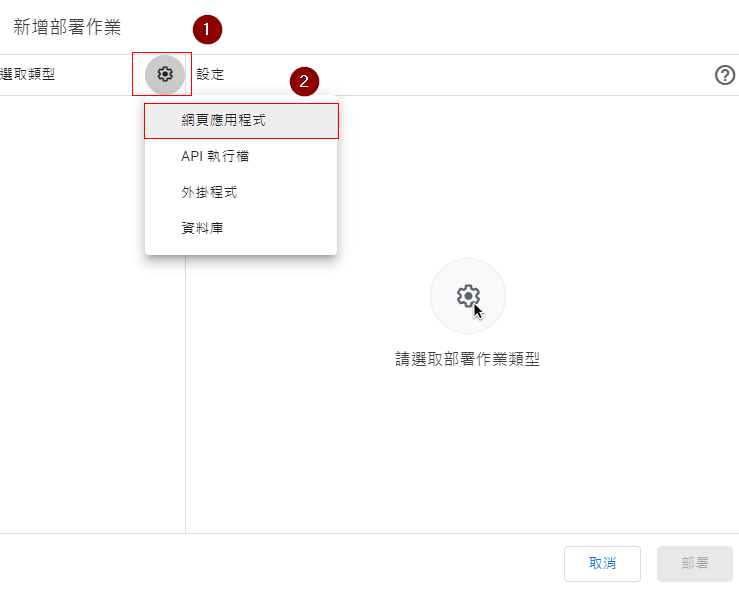 新增部署作業
1
選取類型
設定
2
網頁應用程式
API 執行檔
外掛程式
資料庫
請選取部署作業類型
取消
部署